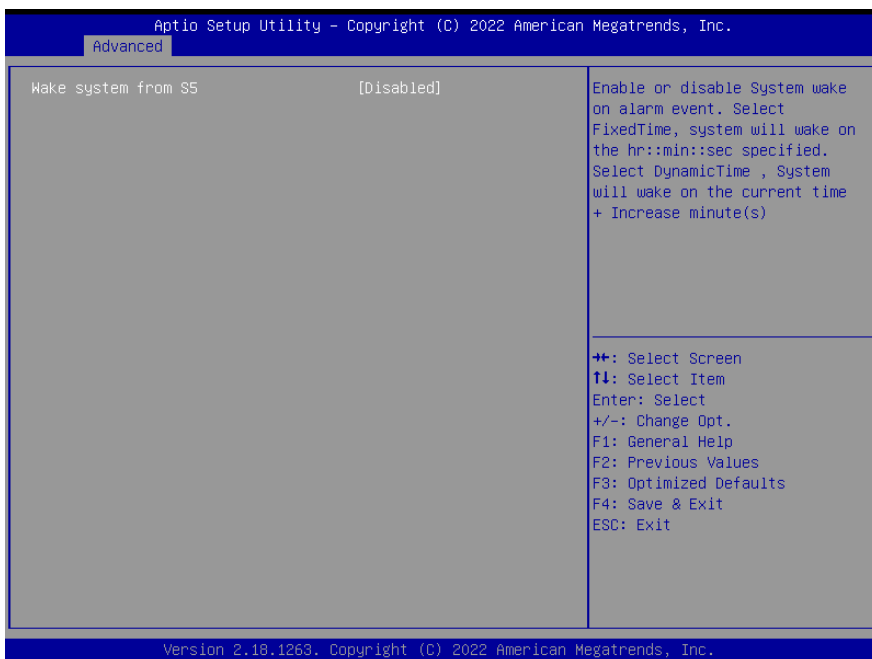 Aptio Setup Utility – Copyright (C) 2022 American Megatrends, Inc.
Advanced
Wake system from S5 [Disabled]
Enable or disable System wake
on alarm event. Select
FixedTime, system will wake on
the hr::min::sec specified.
Select DynamicTime , System
will wake on the current time
+ Increase minute(s)
→←: Select Screen
↑↓: Select Item
Enter: Select
+/-: Change Opt.
F1: General Help
F2: Previous Values
F3: Optimized Defaults
F4: Save & Exit
ESC: Exit
Version 2.18.1263. Copyright (C) 2022 American Megatrends, Inc.